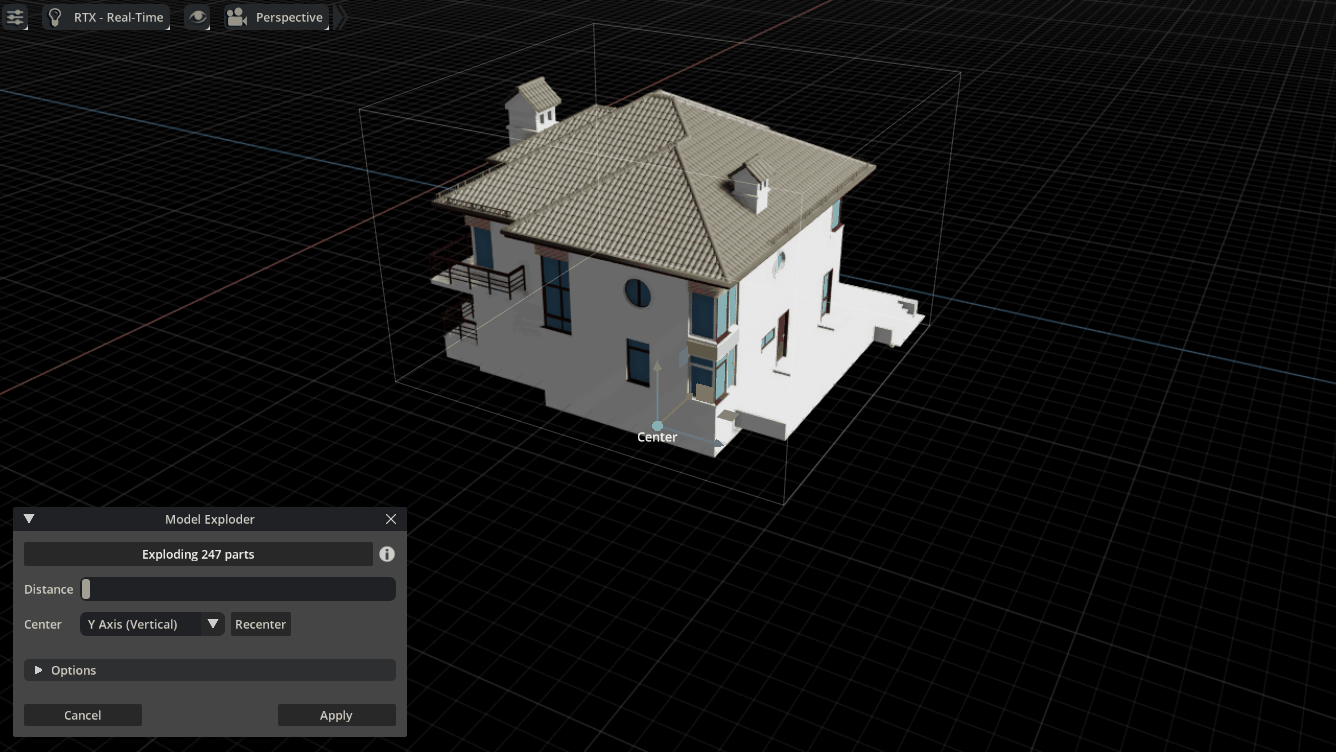 RTX - Real-Time
Perspective
Center
Model Exploder
Exploding 247 parts
Distance
Center Y Axis (Vertical) Recenter
Options
Cancel Apply